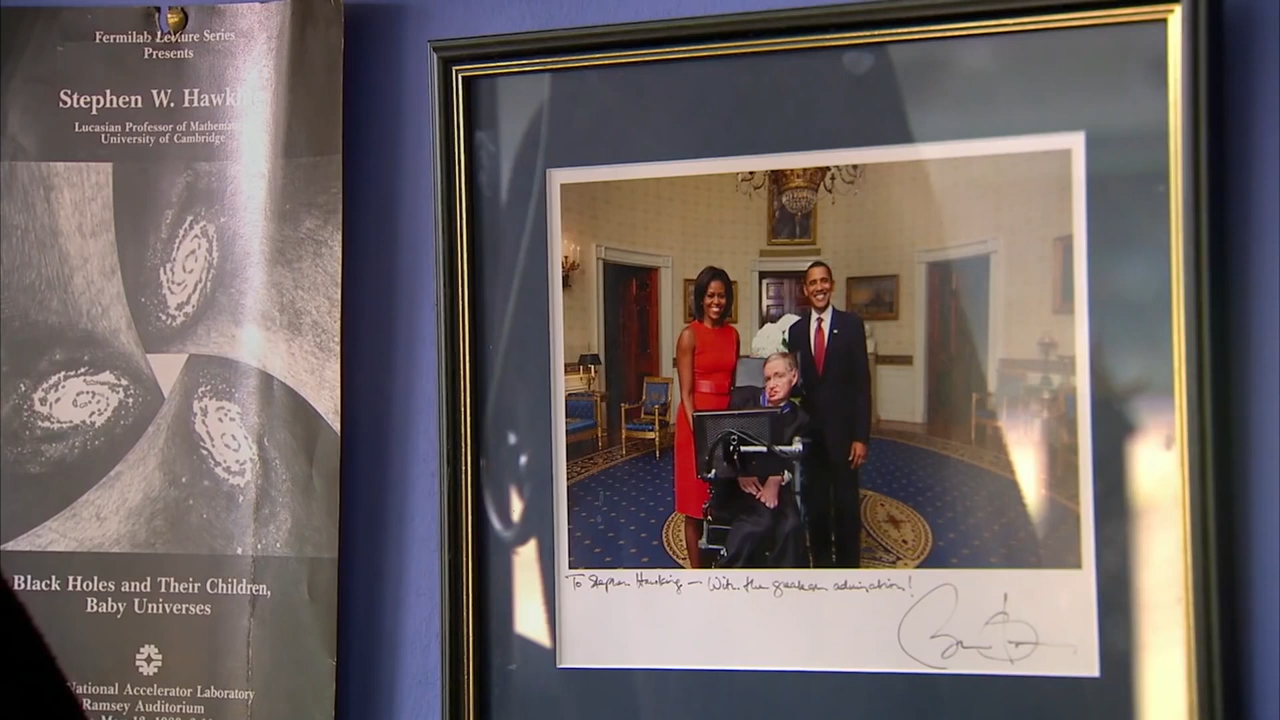 Fermilab Lecture Series
Presents
Stephen W. Hawki
Lucasian Professor of Mathema
University of Cambridge
Black Holes and Their Children,
Baby Universes
National Accelerator Laboratory
Ramsey Auditorium
To Stephen Hawking — With the greatest admiration!